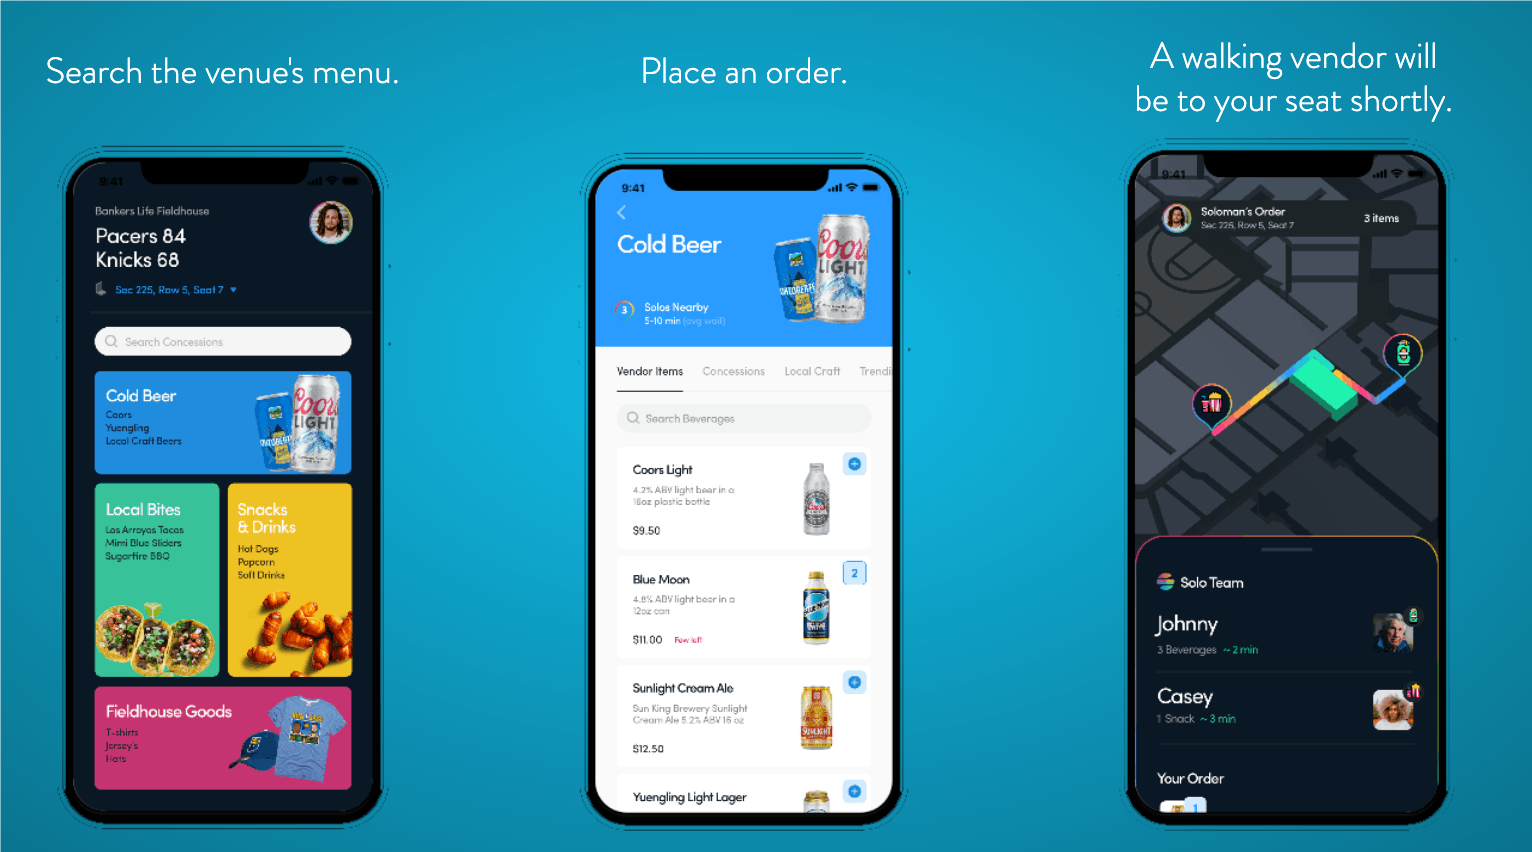 Search the venue's menu.
9:41
Bankers Life Fieldhouse
Pacers 84
Knicks 68
Sec 225, Row 5, Seat 7
Search Concessions
Cold Beer
Coors
Yuengling
Local Craft Beers
Coors
LIGHT
Local Bites
Los Arroyos Tacos
Mimi Blue Sliders
Sugarfire BBQ
Snacks
& Drinks
Hot Dogs
Popcorn
Soft Drinks
Fieldhouse Goods
T-shirts
Jersey's
Hats
Place an order.
9:41
Cold Beer
Coors
LIGHT
3
Solos Nearby
5-10 min (avg wait)
Vendor Items
Concessions
Local Craft
Trendi
Search Beverages
Coors Light
4.2% ABV light beer in a
16oz plastic bottle
$9.50
Blue Moon
4.8% ABV light beer in a
12oz can
$11.00
Few left
2
BLUE MOON
Sunlight Cream Ale
Sun King Brewery Sunlight
Cream Ale 5.2% ABV 16 oz
$12.50
SUNLIGHT
Yuengling Light Lager
A walking vendor will
be to your seat shortly.
9:41
Soloman's Order
Sec 225, Row 5, Seat 7
3 items
Solo Team
Johnny
3 Beverages ~ 2 min
Casey
1 Snack ~ 3 min
Your Order
1